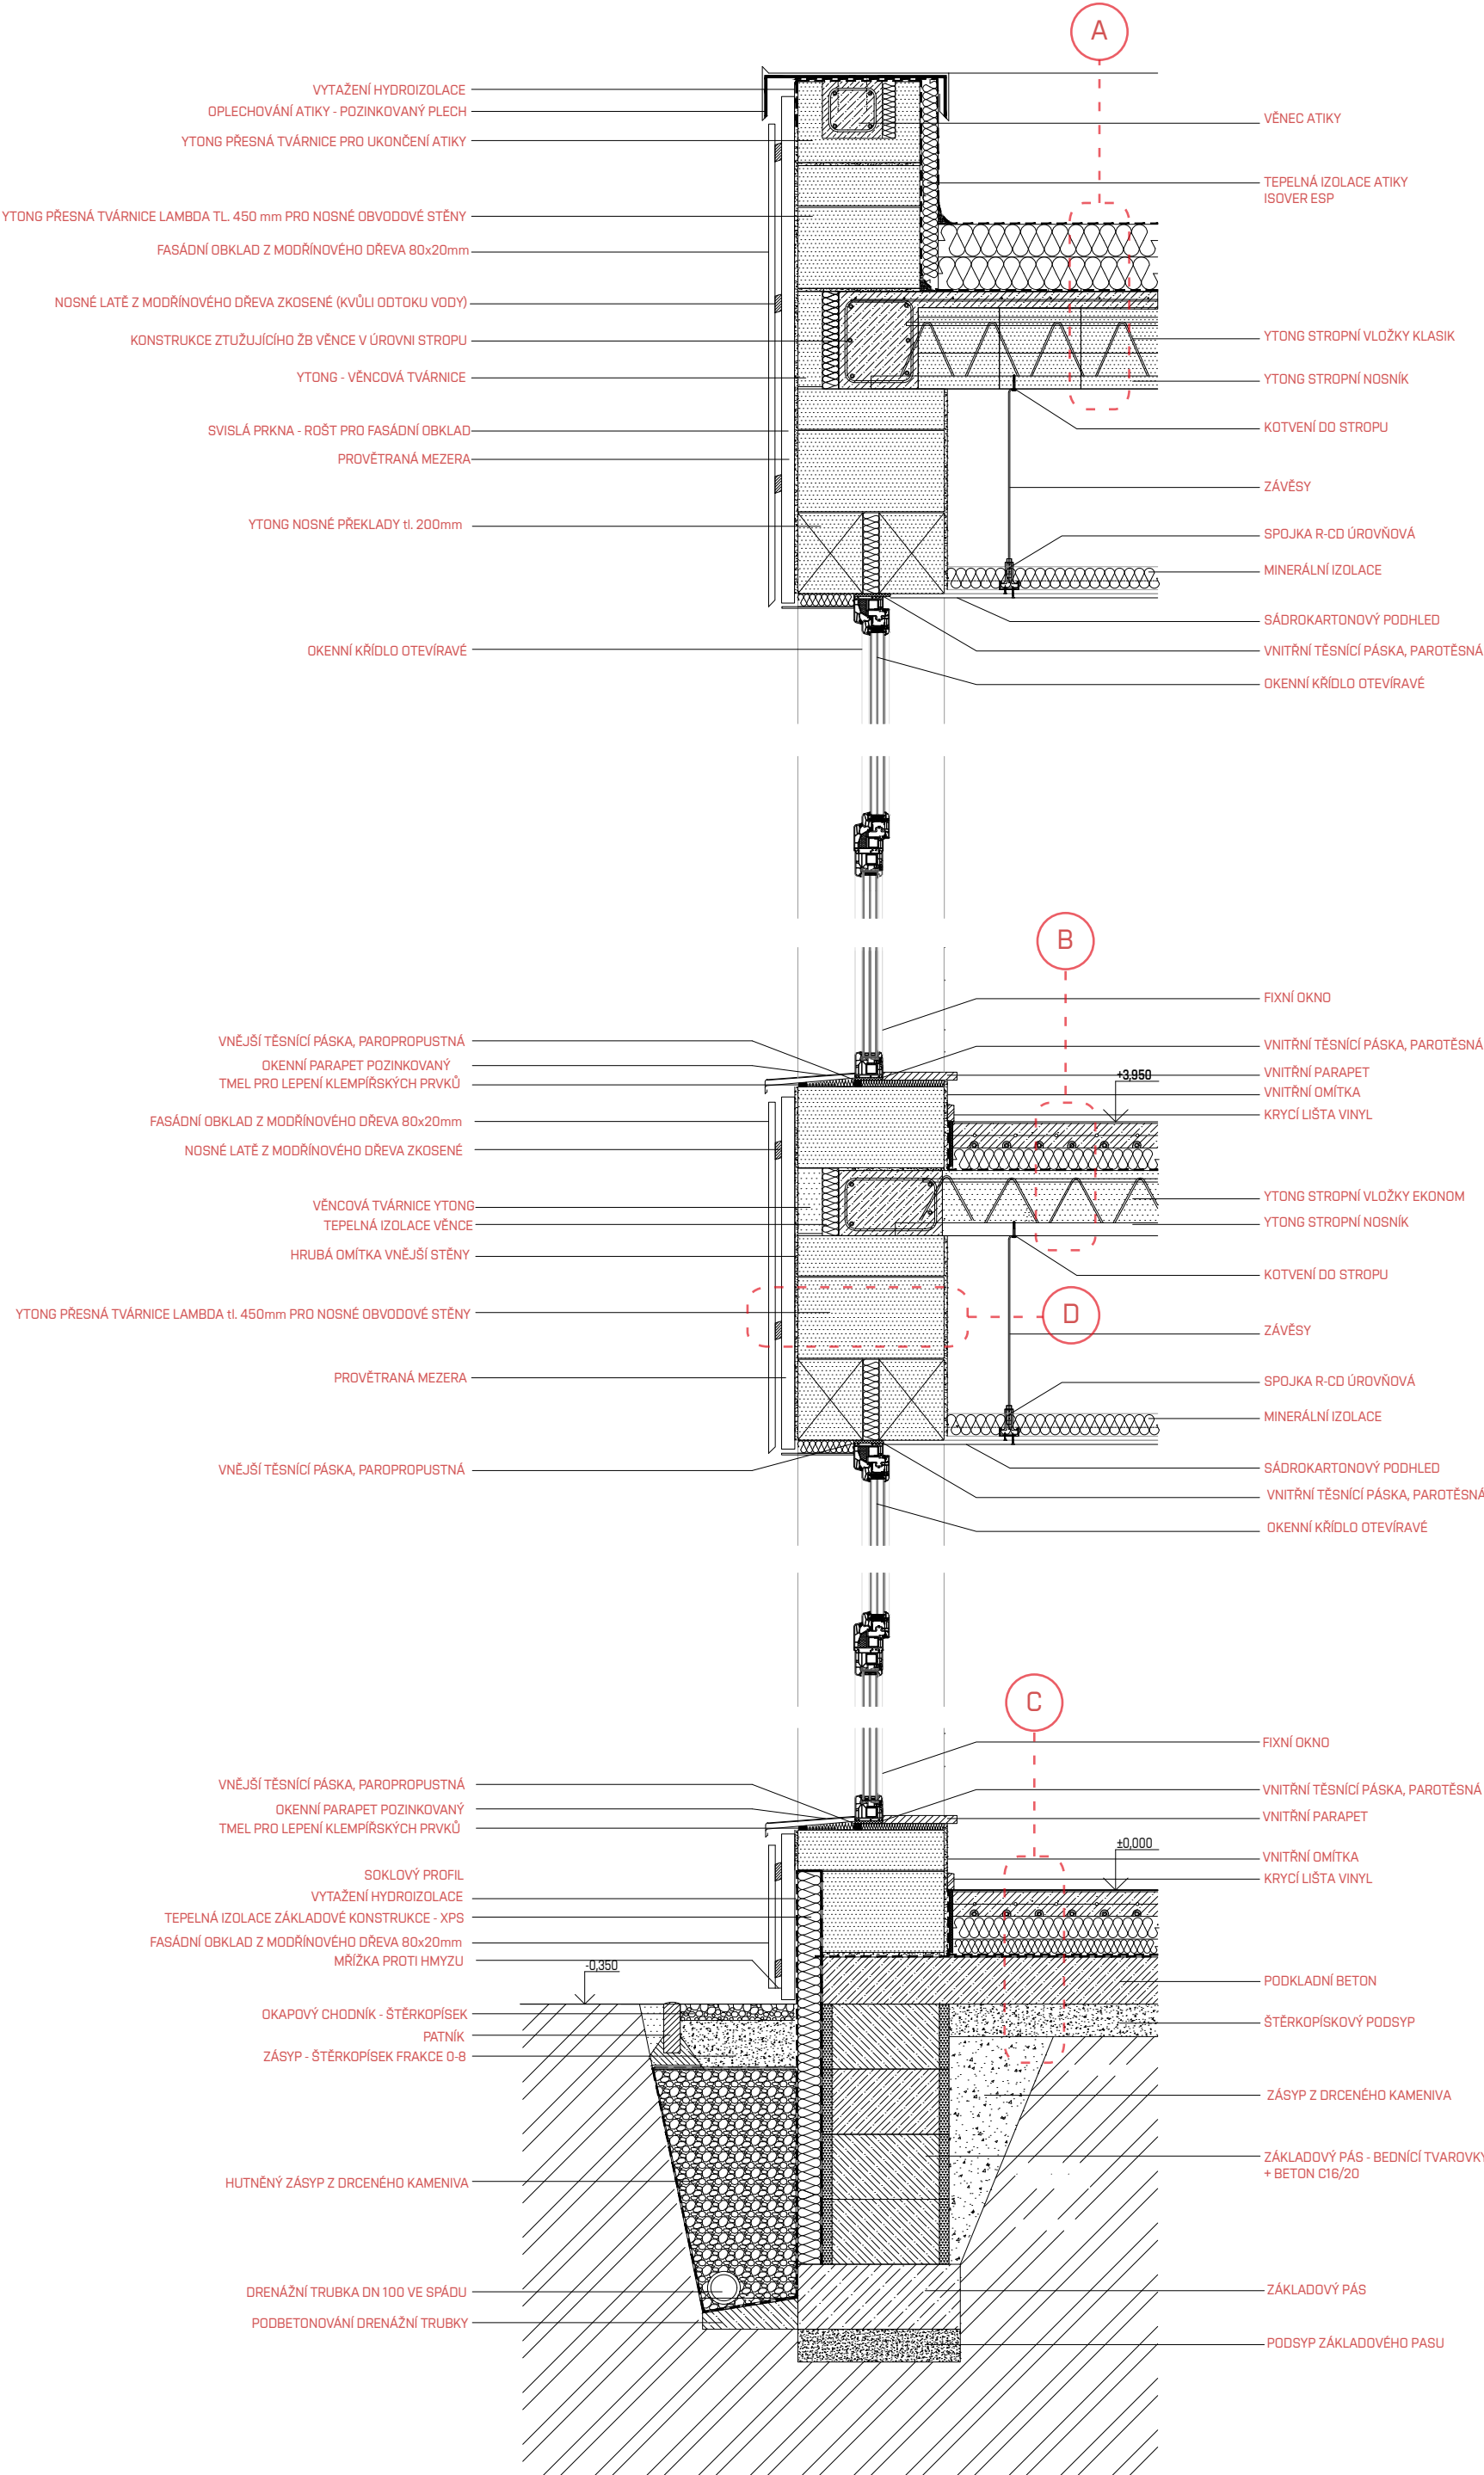 A
VYTAŽENÍ HYDROIZOLACE
OPLECHOVÁNÍ ATIKY - POZINKOVANÝ PLECH
YTONG PŘESNÁ TVÁRNICE PRO UKONČENÍ ATIKY
YTONG PŘESNÁ TVÁRNICE LAMBDA TL. 450 mm PRO NOSNÉ OBVODOVÉ STĚNY
FASÁDNÍ OBKLAD Z MODŘÍNOVÉHO DŘEVA 80x20mm
NOSNÉ LATĚ Z MODŘÍNOVÉHO DŘEVA ZKOSENÉ (KVŮLI ODTOKU VODY)
KONSTRUKCE ZTUŽUJÍCÍHO ŽB VĚNCE V ÚROVNI STROPU
YTONG - VĚNCOVÁ TVÁRNICE
SVISLÁ PRKNA - ROŠT PRO FASÁDNÍ OBKLAD
PROVĚTRANÁ MEZERA
YTONG NOSNÉ PŘEKLADY tl. 200mm
OKENNÍ KŘÍDLO OTEVÍRAVÉ
VĚNEC ATIKY
TEPELNÁ IZOLACE ATIKY
ISOVER ESP
YTONG STROPNÍ VLOŽKY KLASIK
YTONG STROPNÍ NOSNÍK
KOTVENÍ DO STROPU
ZÁVĚSY
SPOJKA R-CD ÚROVŇOVÁ
MINERÁLNÍ IZOLACE
SÁDROKARTONOVÝ PODHLED
VNITŘNÍ TĚSNÍCÍ PÁSKA, PAROTĚSNÁ
OKENNÍ KŘÍDLO OTEVÍRAVÉ
B
VNĚJŠÍ TĚSNÍCÍ PÁSKA, PAROPROPUSTNÁ
OKENNÍ PARAPET POZINKOVANÝ
TMEL PRO LEPENÍ KLEMPÍŘSKÝCH PRVKŮ
FASÁDNÍ OBKLAD Z MODŘÍNOVÉHO DŘEVA 80x20mm
NOSNÉ LATĚ Z MODŘÍNOVÉHO DŘEVA ZKOSENÉ
VĚNCOVÁ TVÁRNICE YTONG
TEPELNÁ IZOLACE VĚNCE
HRUBÁ OMÍTKA VNĚJŠÍ STĚNY
YTONG PŘESNÁ TVÁRNICE LAMBDA tl. 450mm PRO NOSNÉ OBVODOVÉ STĚNY
PROVĚTRANÁ MEZERA
VNĚJŠÍ TĚSNÍCÍ PÁSKA, PAROPROPUSTNÁ
FIXNÍ OKNO
VNITŘNÍ TĚSNÍCÍ PÁSKA, PAROTĚSNÁ
VNITŘNÍ PARAPET
+3,950
VNITŘNÍ OMÍTKA
KRYCÍ LIŠTA VINYL
YTONG STROPNÍ VLOŽKY EKONOM
YTONG STROPNÍ NOSNÍK
KOTVENÍ DO STROPU
D
ZÁVĚSY
SPOJKA R-CD ÚROVŇOVÁ
MINERÁLNÍ IZOLACE
SÁDROKARTONOVÝ PODHLED
VNITŘNÍ TĚSNÍCÍ PÁSKA, PAROTĚSNÁ
OKENNÍ KŘÍDLO OTEVÍRAVÉ
C
VNĚJŠÍ TĚSNÍCÍ PÁSKA, PAROPROPUSTNÁ
OKENNÍ PARAPET POZINKOVANÝ
TMEL PRO LEPENÍ KLEMPÍŘSKÝCH PRVKŮ
SOKLOVÝ PROFIL
VYTAŽENÍ HYDROIZOLACE
TEPELNÁ IZOLACE ZÁKLADOVÉ KONSTRUKCE - XPS
FASÁDNÍ OBKLAD Z MODŘÍNOVÉHO DŘEVA 80x20mm
MŘÍŽKA PROTI HMYZU
-0,350
OKAPOVÝ CHODNÍK - ŠTĚRKOPÍSEK
PATNÍK
ZÁSYP - ŠTĚRKOPÍSEK FRAKCE 0-8
HUTNĚNÝ ZÁSYP Z DRCENÉHO KAMENIVA
DRENÁŽNÍ TRUBKA DN 100 VE SPÁDU
PODBETONOVÁNÍ DRENÁŽNÍ TRUBKY
FIXNÍ OKNO
VNITŘNÍ TĚSNÍCÍ PÁSKA, PAROTĚSNÁ
VNITŘNÍ PARAPET
±0,000
VNITŘNÍ OMÍTKA
KRYCÍ LIŠTA VINYL
PODKLADNÍ BETON
ŠTĚRKOPÍSKOVÝ PODSYP
ZÁSYP Z DRCENÉHO KAMENIVA
ZÁKLADOVÝ PÁS - BEDNÍCÍ TVAROVKY
+ BETON C16/20
ZÁKLADOVÝ PÁS
PODSYP ZÁKLADOVÉHO PASU